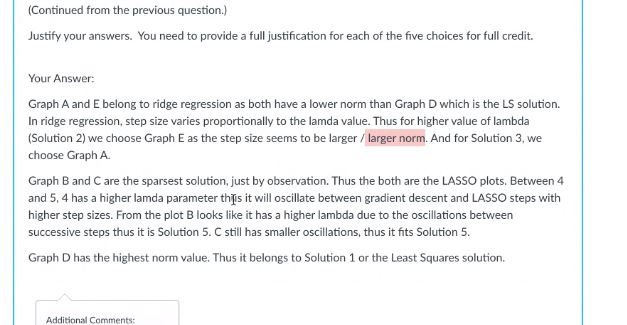 (Continued from the previous question.)
Justify your answers. You need to provide a full justification for each of the five choices for full credit.
Your Answer:
Graph A and E belong to ridge regression as both have a lower norm than Graph D which is the LS solution.
In ridge regression, step size varies proportionally to the lamda value. Thus for higher value of lambda
(Solution 2) we choose Graph E as the step size seems to be larger / larger norm. And for Solution 3, we
choose Graph A.
Graph B and C are the sparsest solution, just by observation. Thus the both are the LASSO plots. Between 4
and 5, 4 has a higher lamda parameter this it will oscillate between gradient descent and LASSO steps with
higher step sizes. From the plot B looks like it has a higher lambda due to the oscillations between
successive steps thus it is Solution 5. C still has smaller oscillations, thus it fits Solution 5.
Graph D has the highest norm value. Thus it belongs to Solution 1 or the Least Squares solution.
Additional Comments: